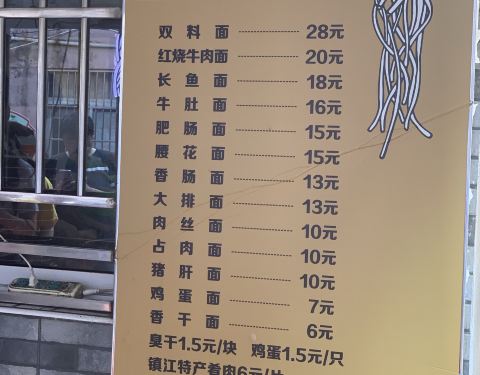 双料面 28元
红烧牛肉面 20元
长鱼面 18元
牛肚面 16元
肥肠面 15元
腰花面 15元
香肠面 13元
大排面 13元
肉丝面 10元
占肉面 10元
猪肝面 10元
鸡蛋面 7元
香干面 6元
臭干1.5元/块 鸡蛋1.5元/只
镇江特产肴肉6元/片